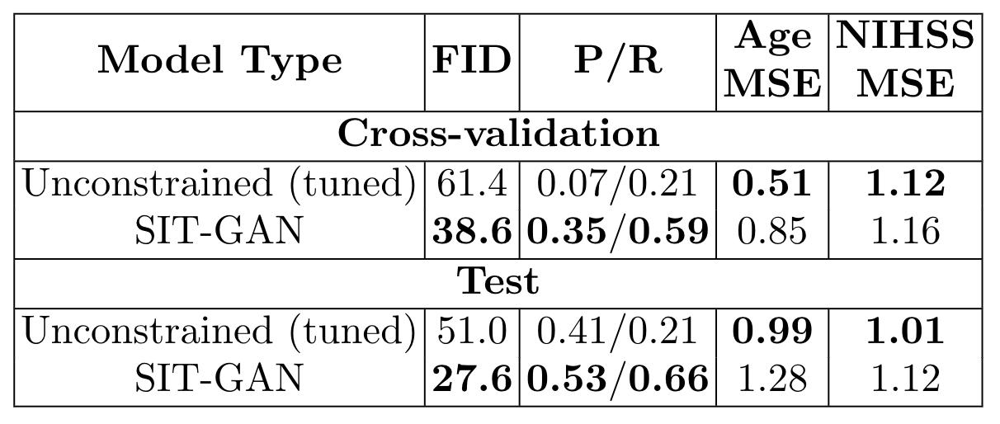 Model Type FID P/R Age MSE NIHSS MSE
Cross-validation
Unconstrained (tuned) 61.4 0.07/0.21 0.51 1.12
SIT-GAN 38.6 0.35/0.59 0.85 1.16
Test
Unconstrained (tuned) 51.0 0.41/0.21 0.99 1.01
SIT-GAN 27.6 0.53/0.66 1.28 1.12